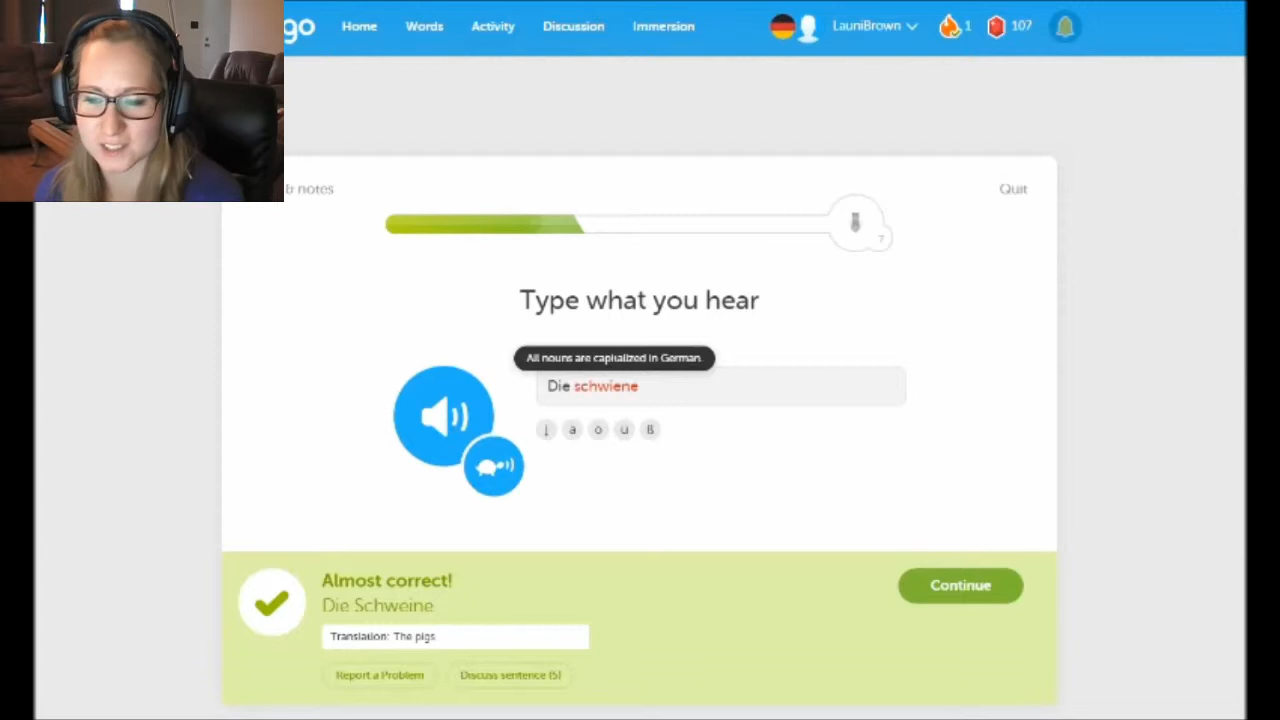 go Home Words Activity Discussion Immersion LauniBrown 1 107
& notes Quit
7
Type what you hear
All nouns are capitalized in German.
Die schwiene
a o u ß
Almost correct!
Die Schweine
Continue
Translation: The pigs
Report a Problem Discuss sentence (5)